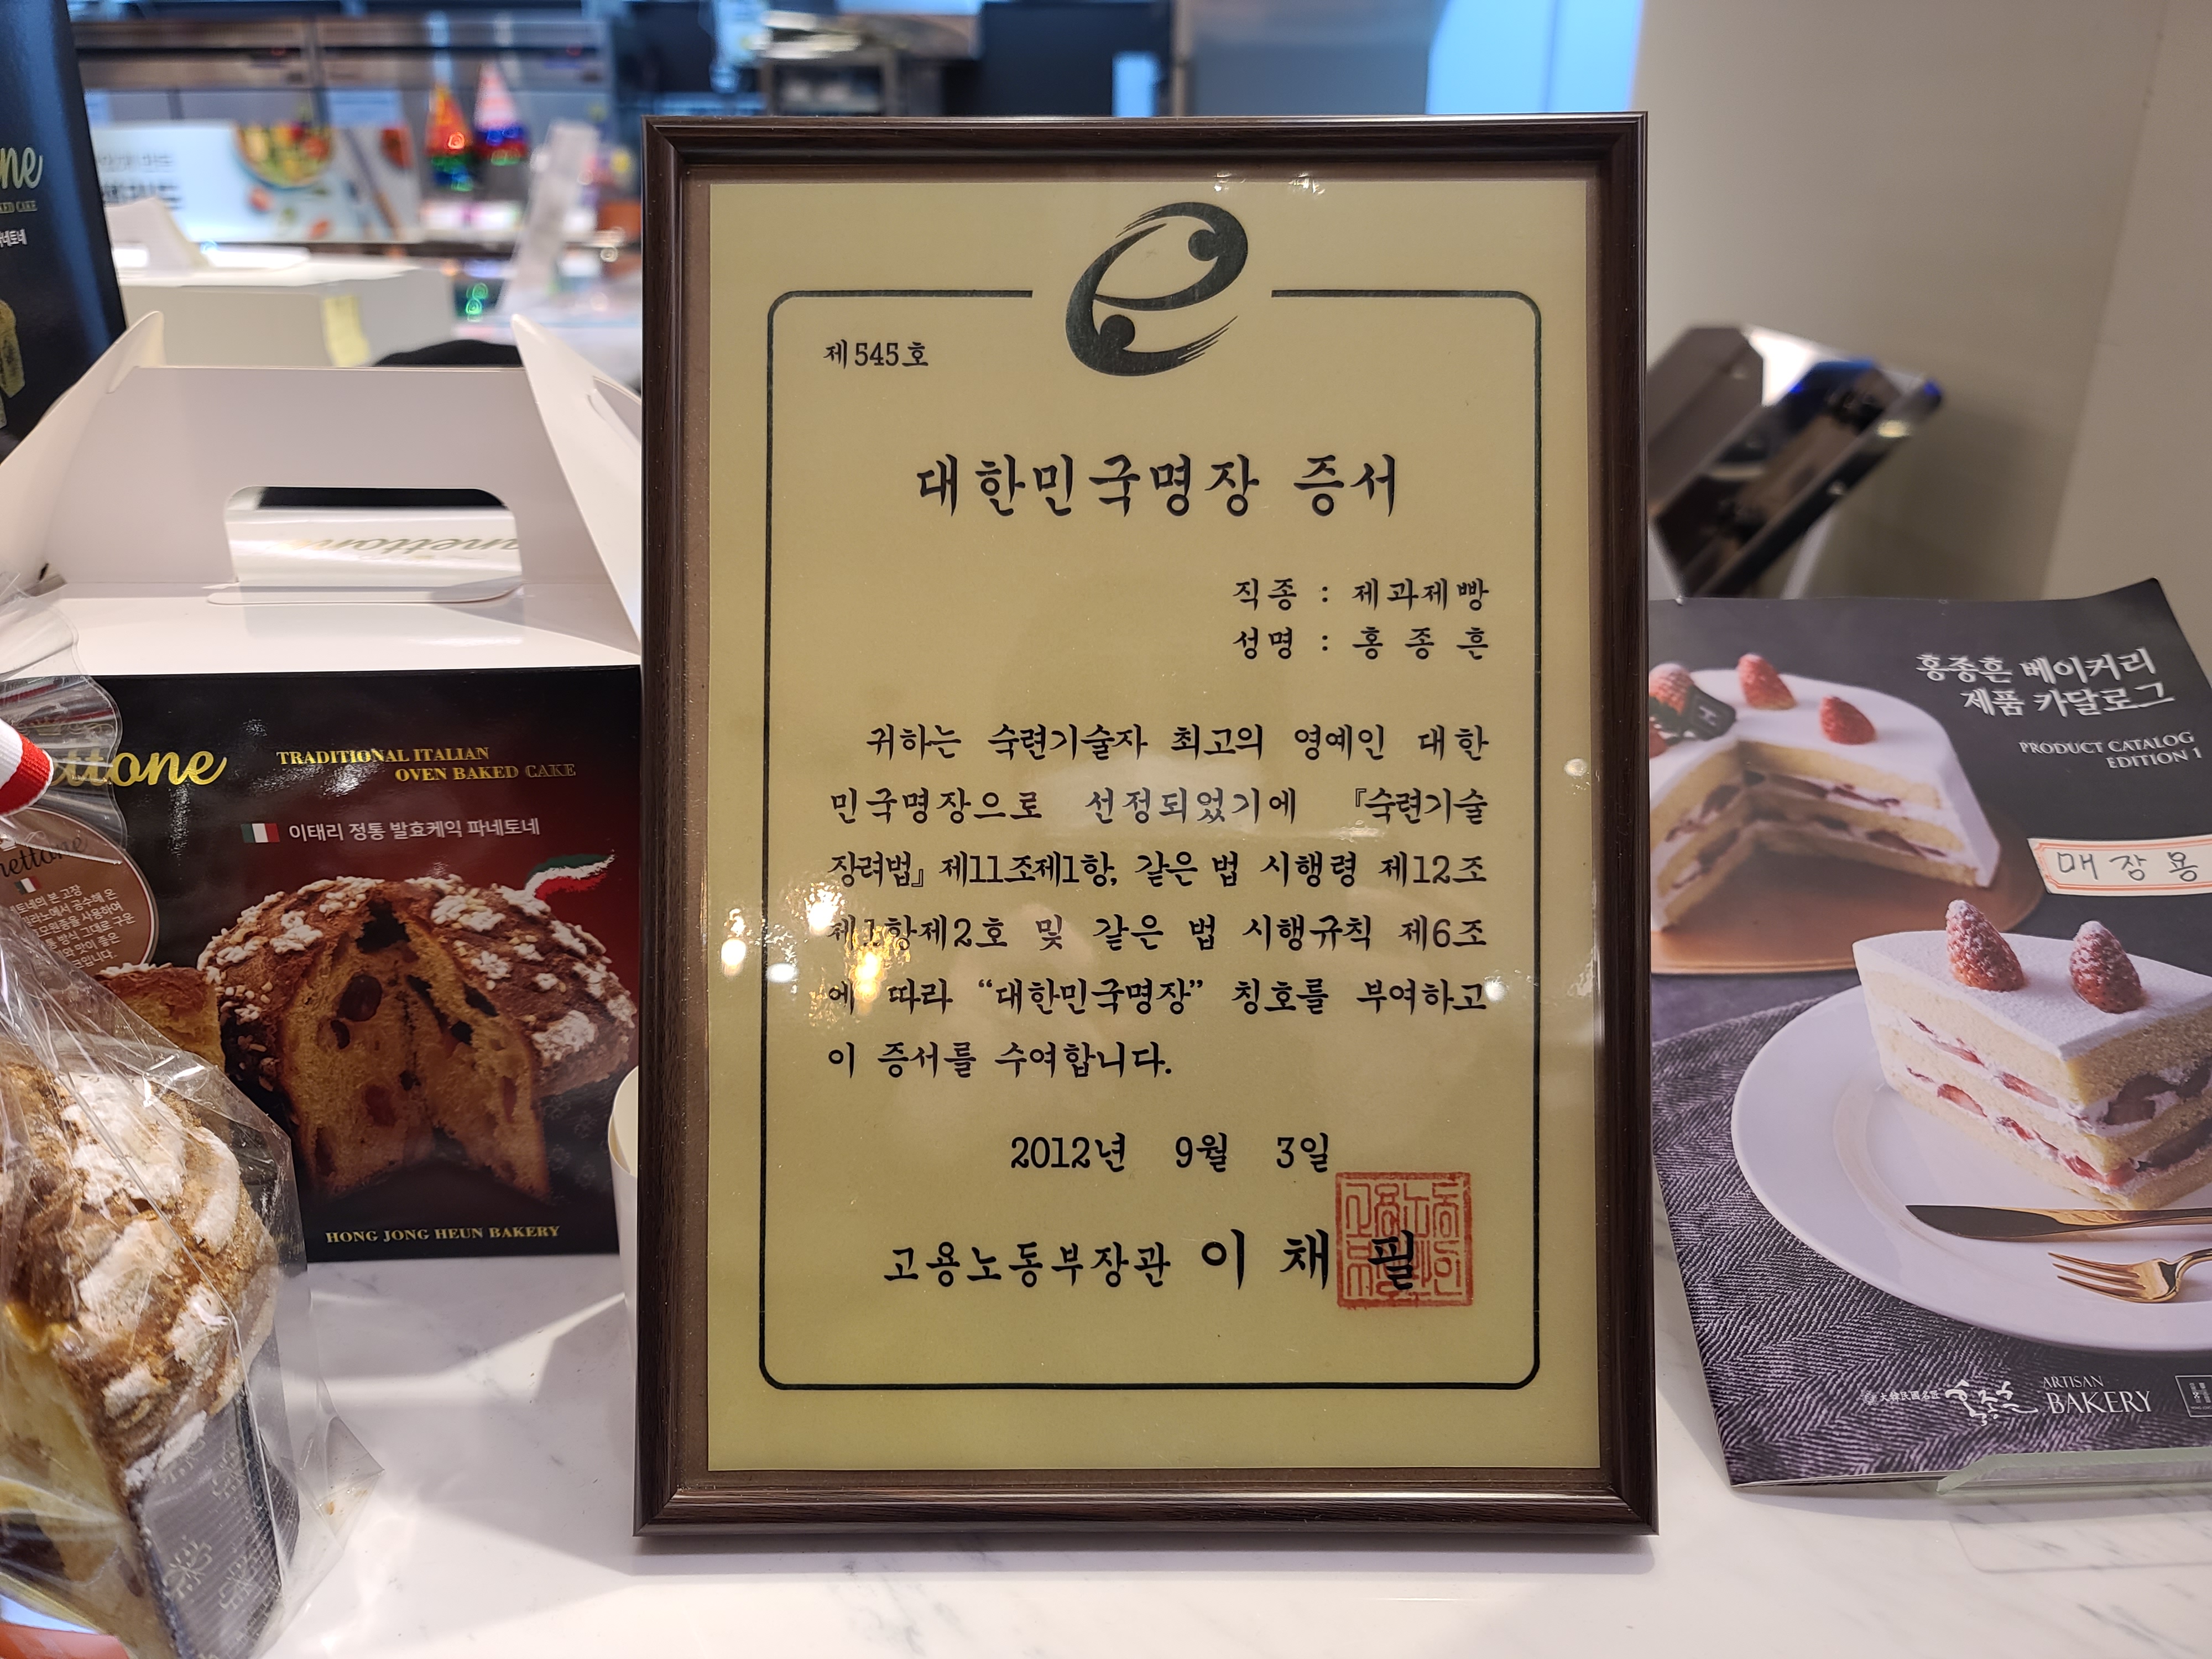 제545호
대한민국명장 증서
직종 : 제과제빵
성명 : 홍 종 흔
귀하는 숙련기술자 최고의 영예인 대한
민국명장으로 선정되었기에 『숙련기술
장려법』 제11조제1항, 같은 법 시행령 제12조
제1항제2호 및 같은 법 시행규칙 제6조
에 따라 “대한민국명장” 칭호를 부여하고
이 증서를 수여합니다.
2012년 9월 3일
고용노동부장관 이 채 필
TRADITIONAL ITALIAN
OVEN BAKED CAKE
이태리 정통 발효케익 파네토네
HONG JONG HEUN BAKERY
홍종흔 베이커리
제품 카달로그
PRODUCT CATALOG
EDITION 1
매장용
大韓民國名匠 홍종흔 ARTISAN
BAKERY